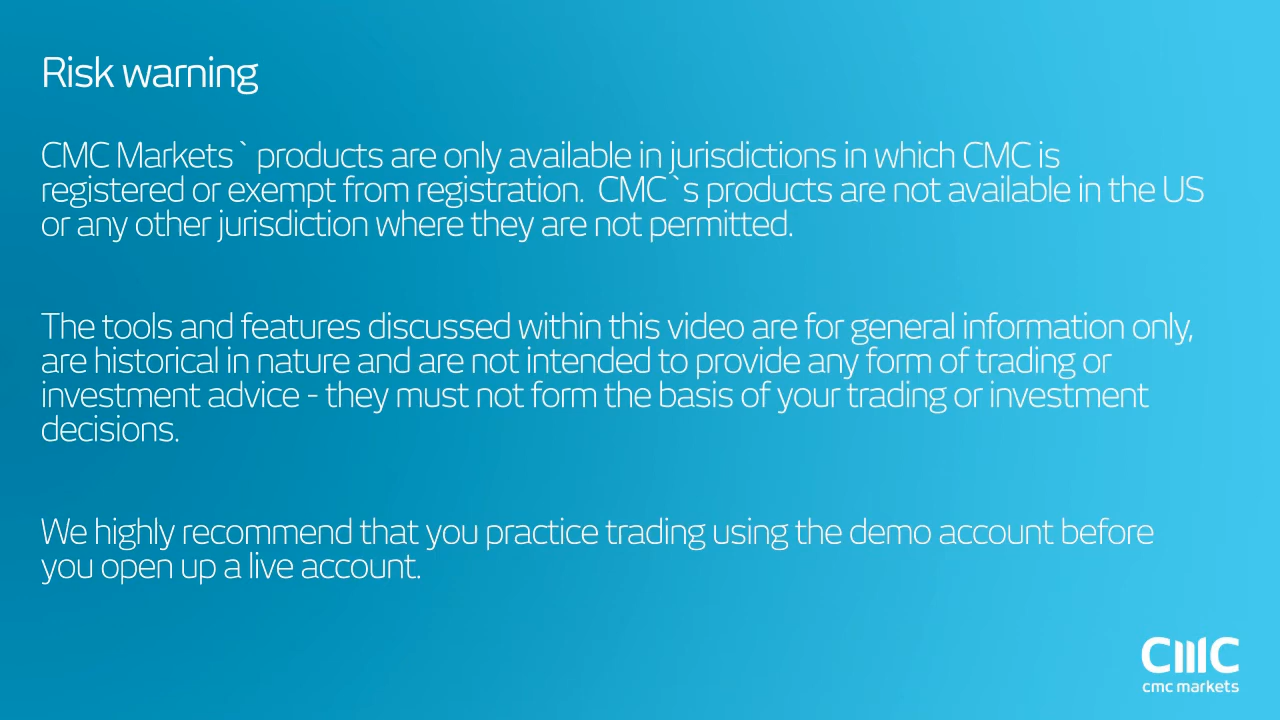 Risk warning
CMC Markets` products are only available in jurisdictions in which CMC is
registered or exempt from registration.  CMC`s products are not available in the US
or any other jurisdiction where they are not permitted.
The tools and features discussed within this video are for general information only,
are historical in nature and are not intended to provide any form of trading or
investment advice - they must not form the basis of your trading or investment
decisions.
We highly recommend that you practice trading using the demo account before
you open up a live account.
CMC
cmc markets